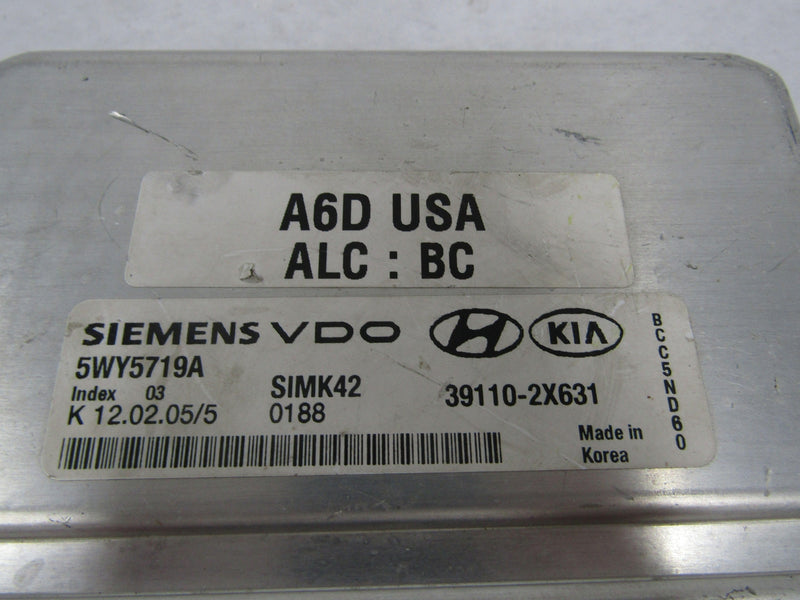 A6D USA
ALC : BC
SIEMENS VDO H KIA
5WY5719A
Index 03 SIMK42 39110-2X631
K 12.02.05/5 0188
Made in
Korea
BCC5ND60